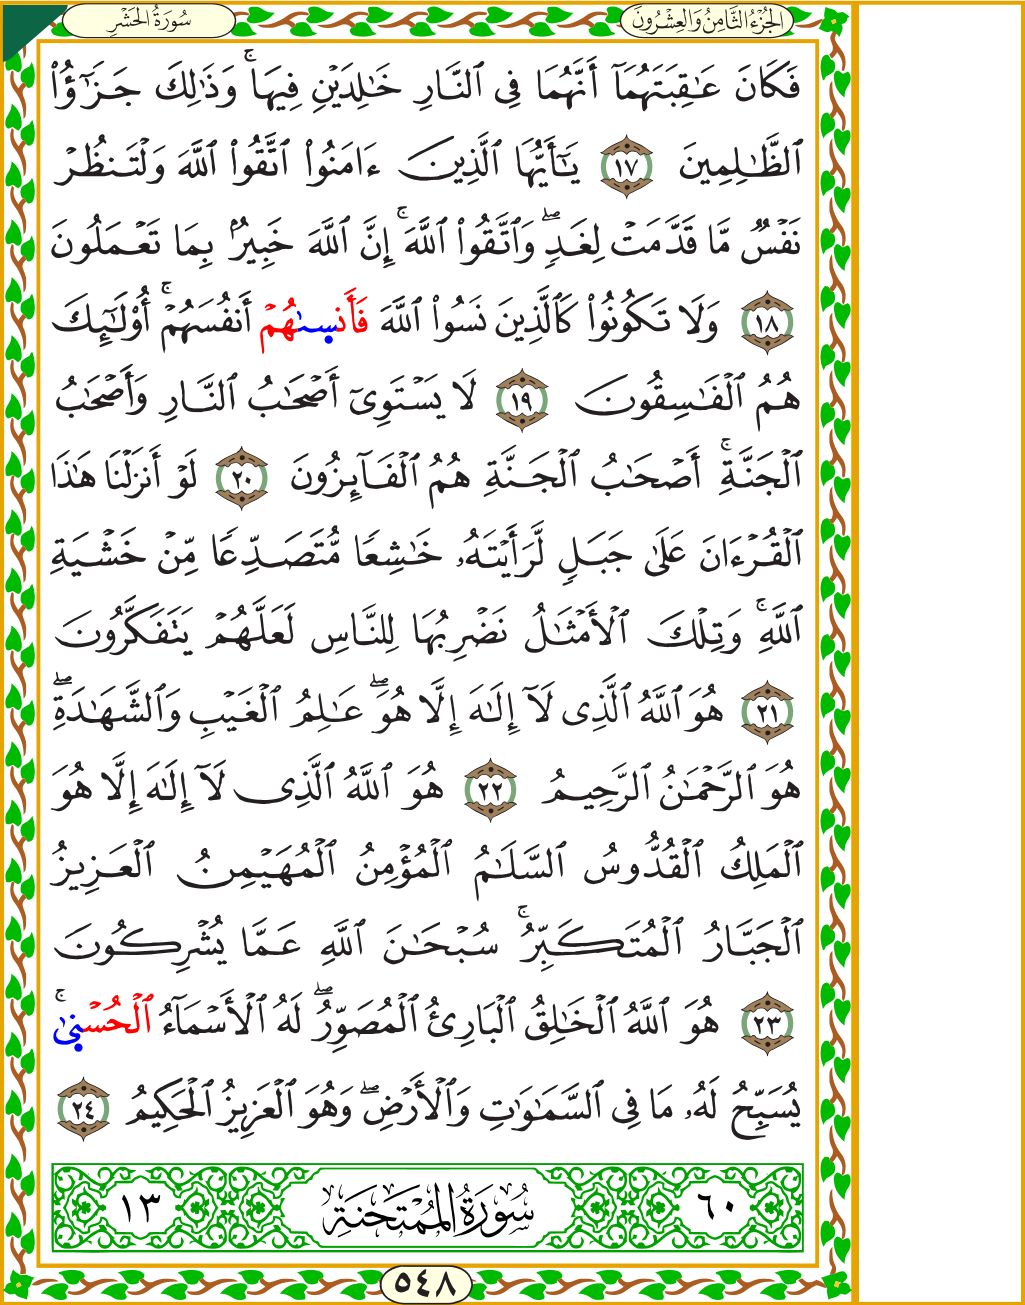 الجُزْءُ الثَّامِنُ وَالعِشْرُونَ
سُورَةُ الحَشْرِ
فَكَانَ عَٰقِبَتَهُمَآ أَنَّهُمَا فِي ٱلنَّارِ خَٰلِدَيۡنِ فِيهَاۚ وَذَٰلِكَ جَزَٰٓؤُاْ
ٱلظَّٰلِمِينَ ١٧ يَٰٓأَيُّهَا ٱلَّذِينَ ءَامَنُواْ ٱتَّقُواْ ٱللَّهَ وَلۡتَنظُرۡ
نَفۡسٞ مَّا قَدَّمَتۡ لِغَدٖۖ وَٱتَّقُواْ ٱللَّهَۚ إِنَّ ٱللَّهَ خَبِيرُۢ بِمَا تَعۡمَلُونَ
١٨ وَلَا تَكُونُواْ كَٱلَّذِينَ نَسُواْ ٱللَّهَ فَأَنسىٰهُمۡ أَنفُسَهُمۡۚ أُوْلَٰٓئِكَ
هُمُ ٱلۡفَٰسِقُونَ ١٩ لَا يَسۡتَوِيٓ أَصۡحَٰبُ ٱلنَّارِ وَأَصۡحَٰبُ
ٱلۡجَنَّةِۚ أَصۡحَٰبُ ٱلۡجَنَّةِ هُمُ ٱلۡفَآئِزُونَ ٢٠ لَوۡ أَنزَلۡنَا هَٰذَا
ٱلۡقُرۡءَانَ عَلَىٰ جَبَلٖ لَّرَأَيۡتَهُۥ خَٰشِعٗا مُّتَصَدِّعٗا مِّنۡ خَشۡيَةِ
ٱللَّهِۚ وَتِلۡكَ ٱلۡأَمۡثَٰلُ نَضۡرِبُهَا لِلنَّاسِ لَعَلَّهُمۡ يَتَفَكَّرُونَ
٢١ هُوَ ٱللَّهُ ٱلَّذِي لَآ إِلَٰهَ إِلَّا هُوَۖ عَٰلِمُ ٱلۡغَيۡبِ وَٱلشَّهَٰدَةِۖ
هُوَ ٱلرَّحۡمَٰنُ ٱلرَّحِيمُ ٢٢ هُوَ ٱللَّهُ ٱلَّذِي لَآ إِلَٰهَ إِلَّا هُوَ
ٱلۡمَلِكُ ٱلۡقُدُّوسُ ٱلسَّلَٰمُ ٱلۡمُؤۡمِنُ ٱلۡمُهَيۡمِنُ ٱلۡعَزِيزُ
ٱلۡجَبَّارُ ٱلۡمُتَكَبِّرُۚ سُبۡحَٰنَ ٱللَّهِ عَمَّا يُشۡرِكُونَ
٢٣ هُوَ ٱللَّهُ ٱلۡخَٰلِقُ ٱلۡبَارِئُ ٱلۡمُصَوِّرُۖ لَهُ ٱلۡأَسۡمَآءُ ٱلۡحُسۡنىٰۚ
يُسَبِّحُ لَهُۥ مَا فِي ٱلسَّمَٰوَٰتِ وَٱلۡأَرۡضِۖ وَهُوَ ٱلۡعَزِيزُ ٱلۡحَكِيمُ ٢٤
٦٠ سُورَةُ المُمْتَحَنَةِ ١٣
٥٤٨